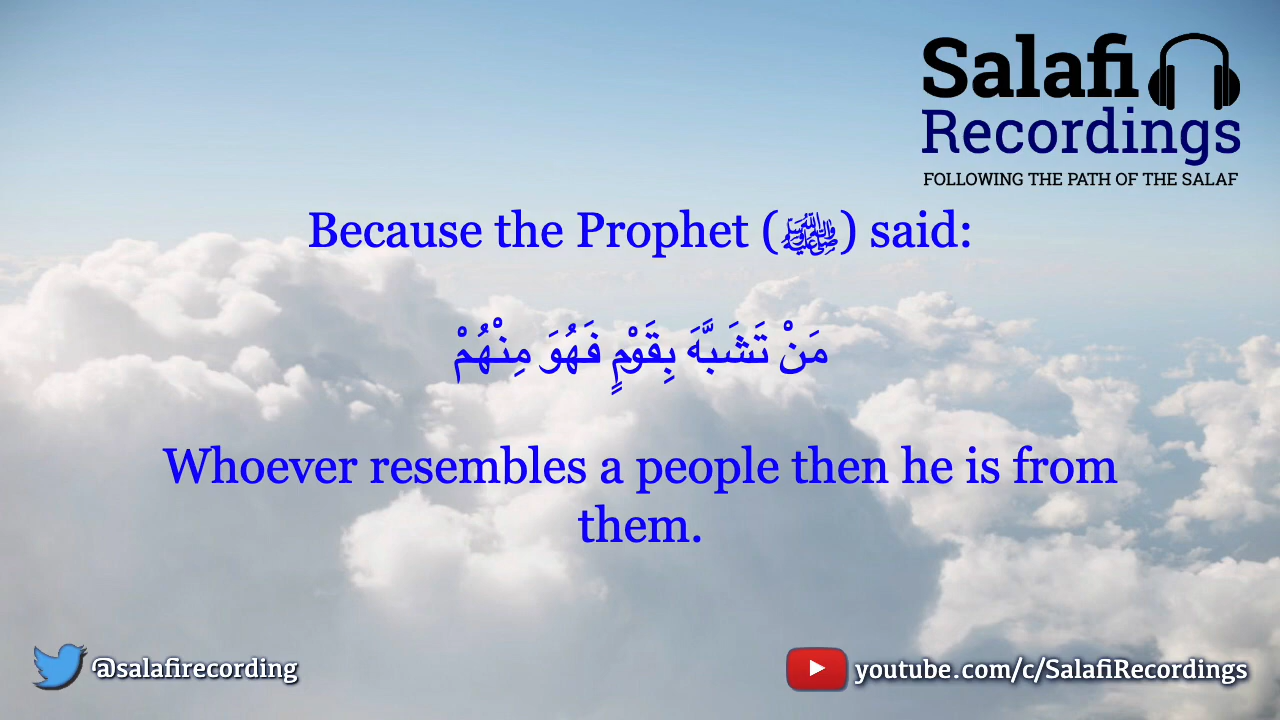 Salafi
Recordings
FOLLOWING THE PATH OF THE SALAF
Because the Prophet (ﷺ) said:
مَنْ تَشَبَّهَ بِقَوْمٍ فَهُوَ مِنْهُمْ
Whoever resembles a people then he is from
them.
@salafirecording
youtube.com/c/SalafiRecordings